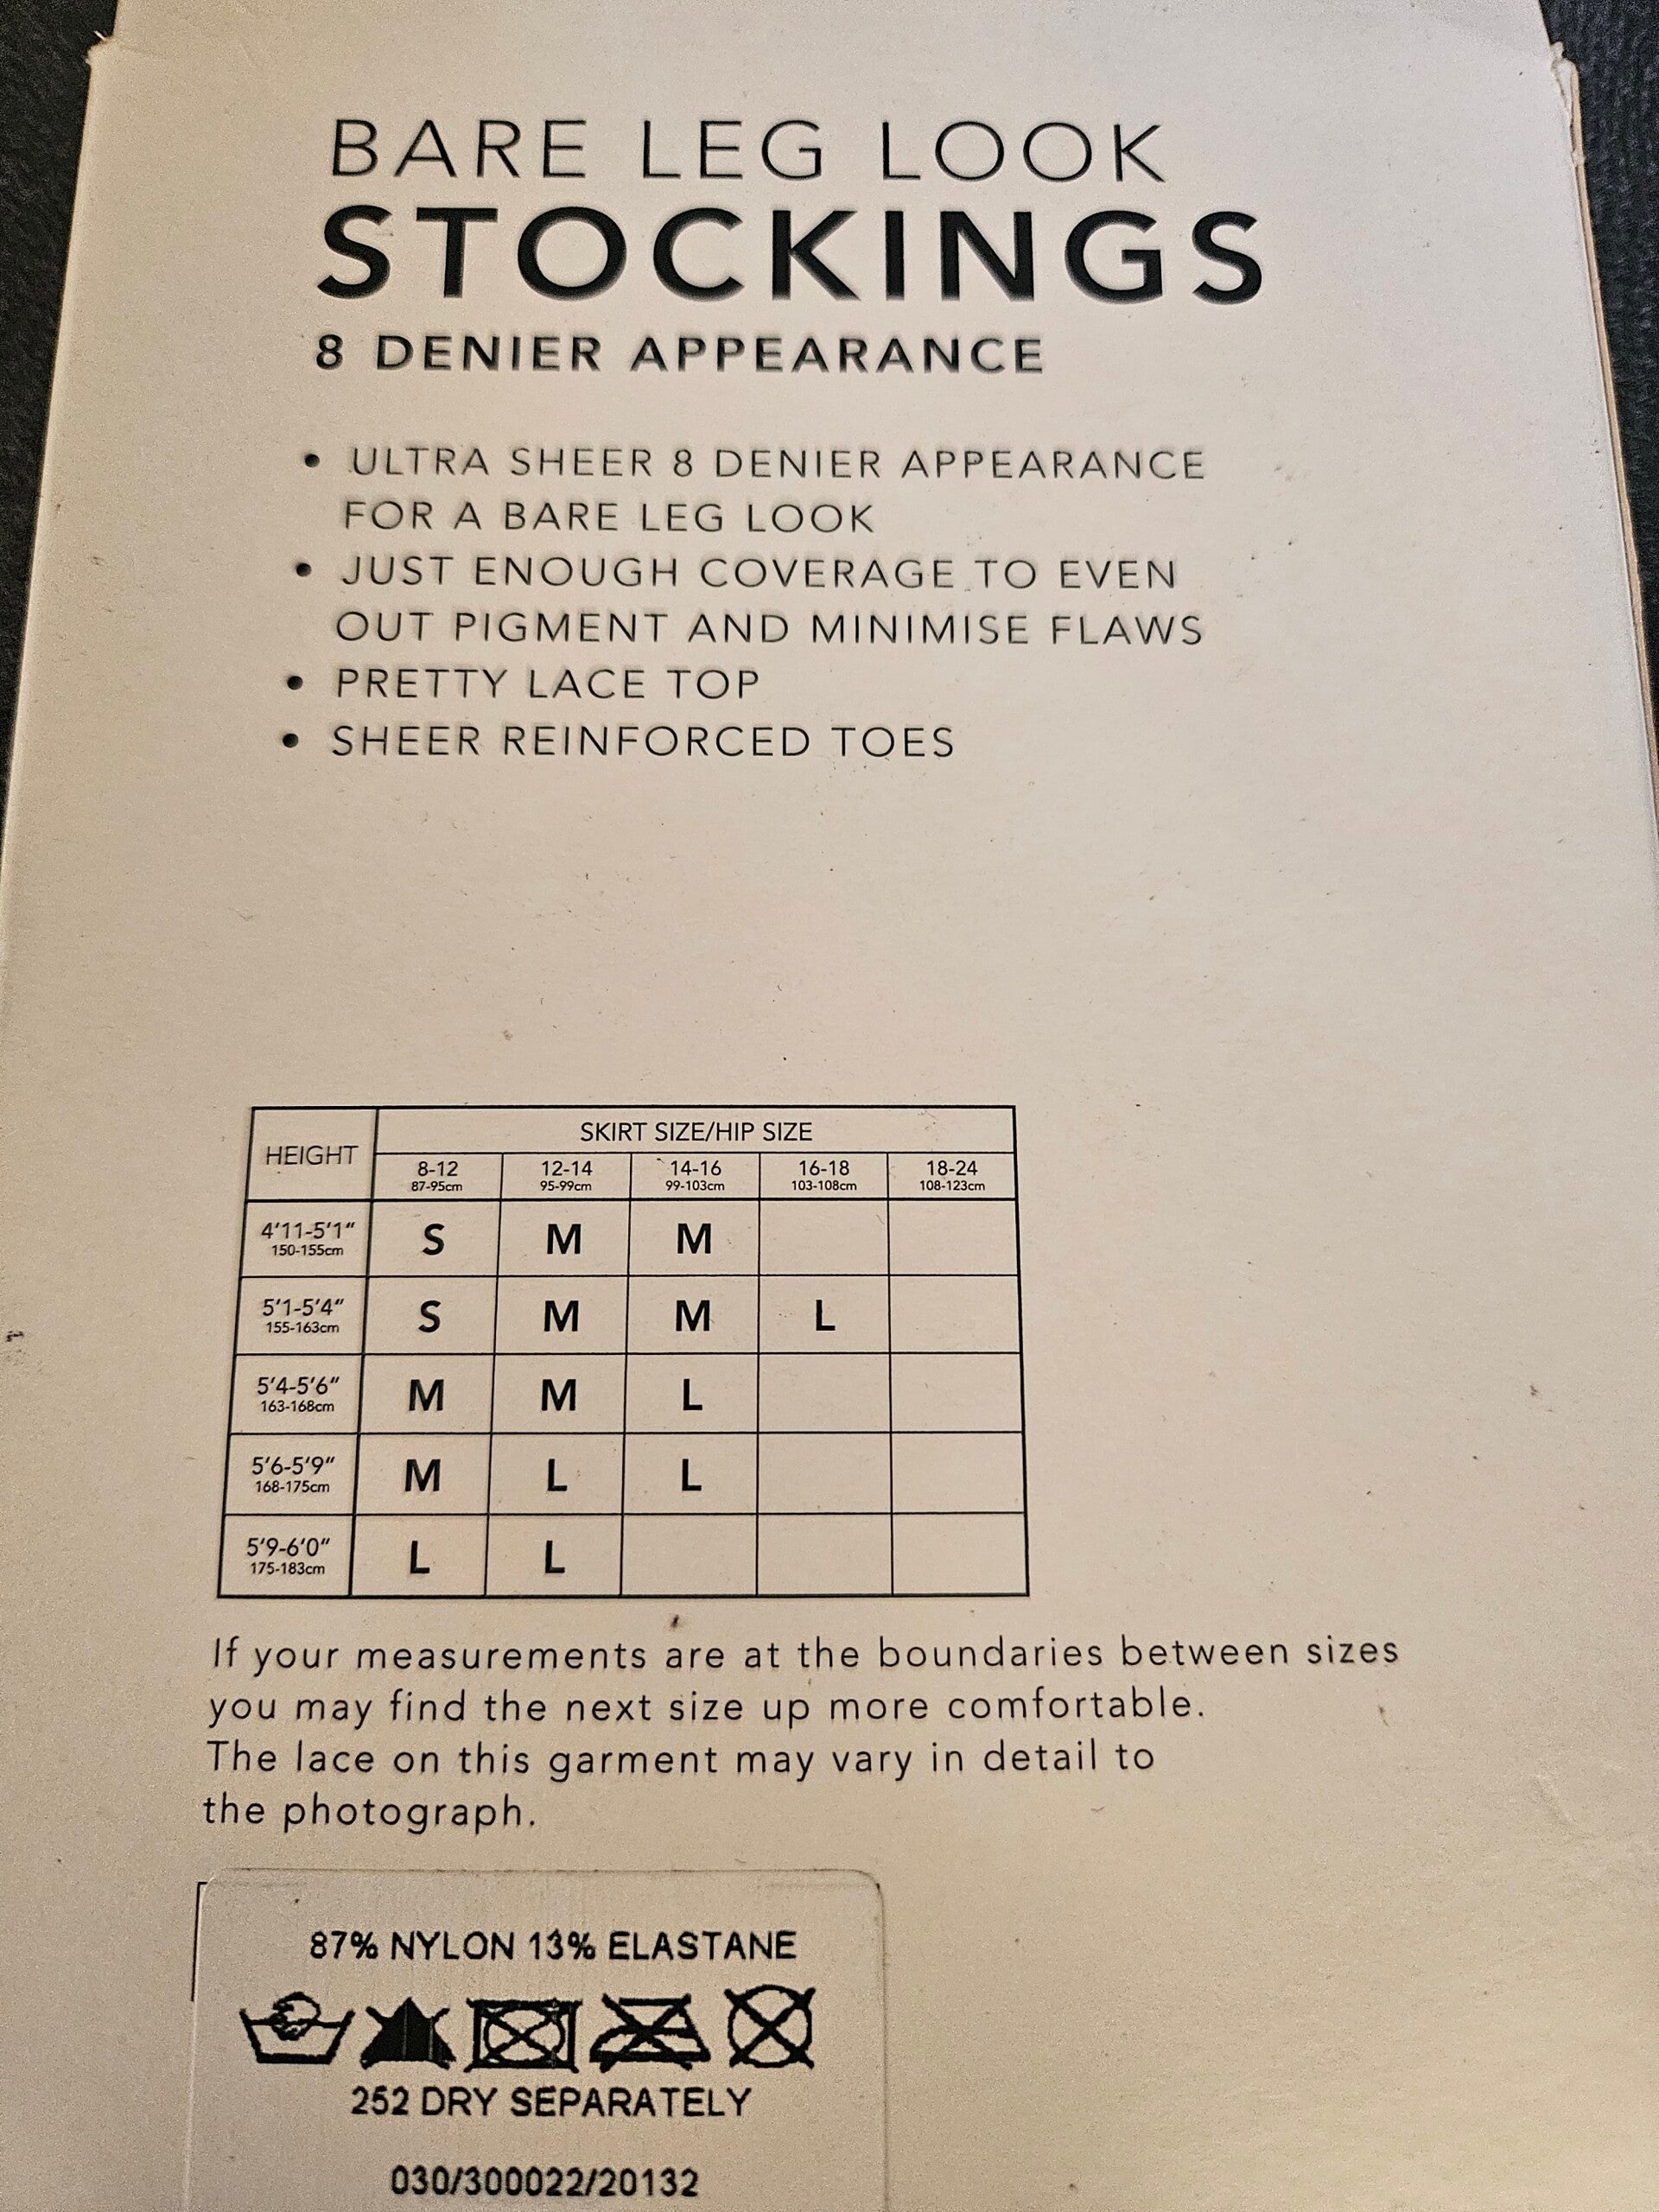 BARE LEG LOOK
STOCKINGS
8 DENIER APPEARANCE
• ULTRA SHEER 8 DENIER APPEARANCE
FOR A BARE LEG LOOK
• JUST ENOUGH COVERAGE TO EVEN
OUT PIGMENT AND MINIMISE FLAWS
• PRETTY LACE TOP
• SHEER REINFORCED TOES
HEIGHT SKIRT SIZE/HIP SIZE
8-12 12-14 14-16 16-18 18-24
87-95cm 95-99cm 99-103cm 103-108cm 108-123cm
4'11-5'1" S M M
150-155cm
5'1-5'4" S M M L
155-163cm
5'4-5'6" M M L
163-168cm
5'6-5'9" M L L
168-175cm
5'9-6'0" L L
175-183cm
If your measurements are at the boundaries between sizes
you may find the next size up more comfortable.
The lace on this garment may vary in detail to
the photograph.
87% NYLON 13% ELASTANE
252 DRY SEPARATELY
030/300022/20132